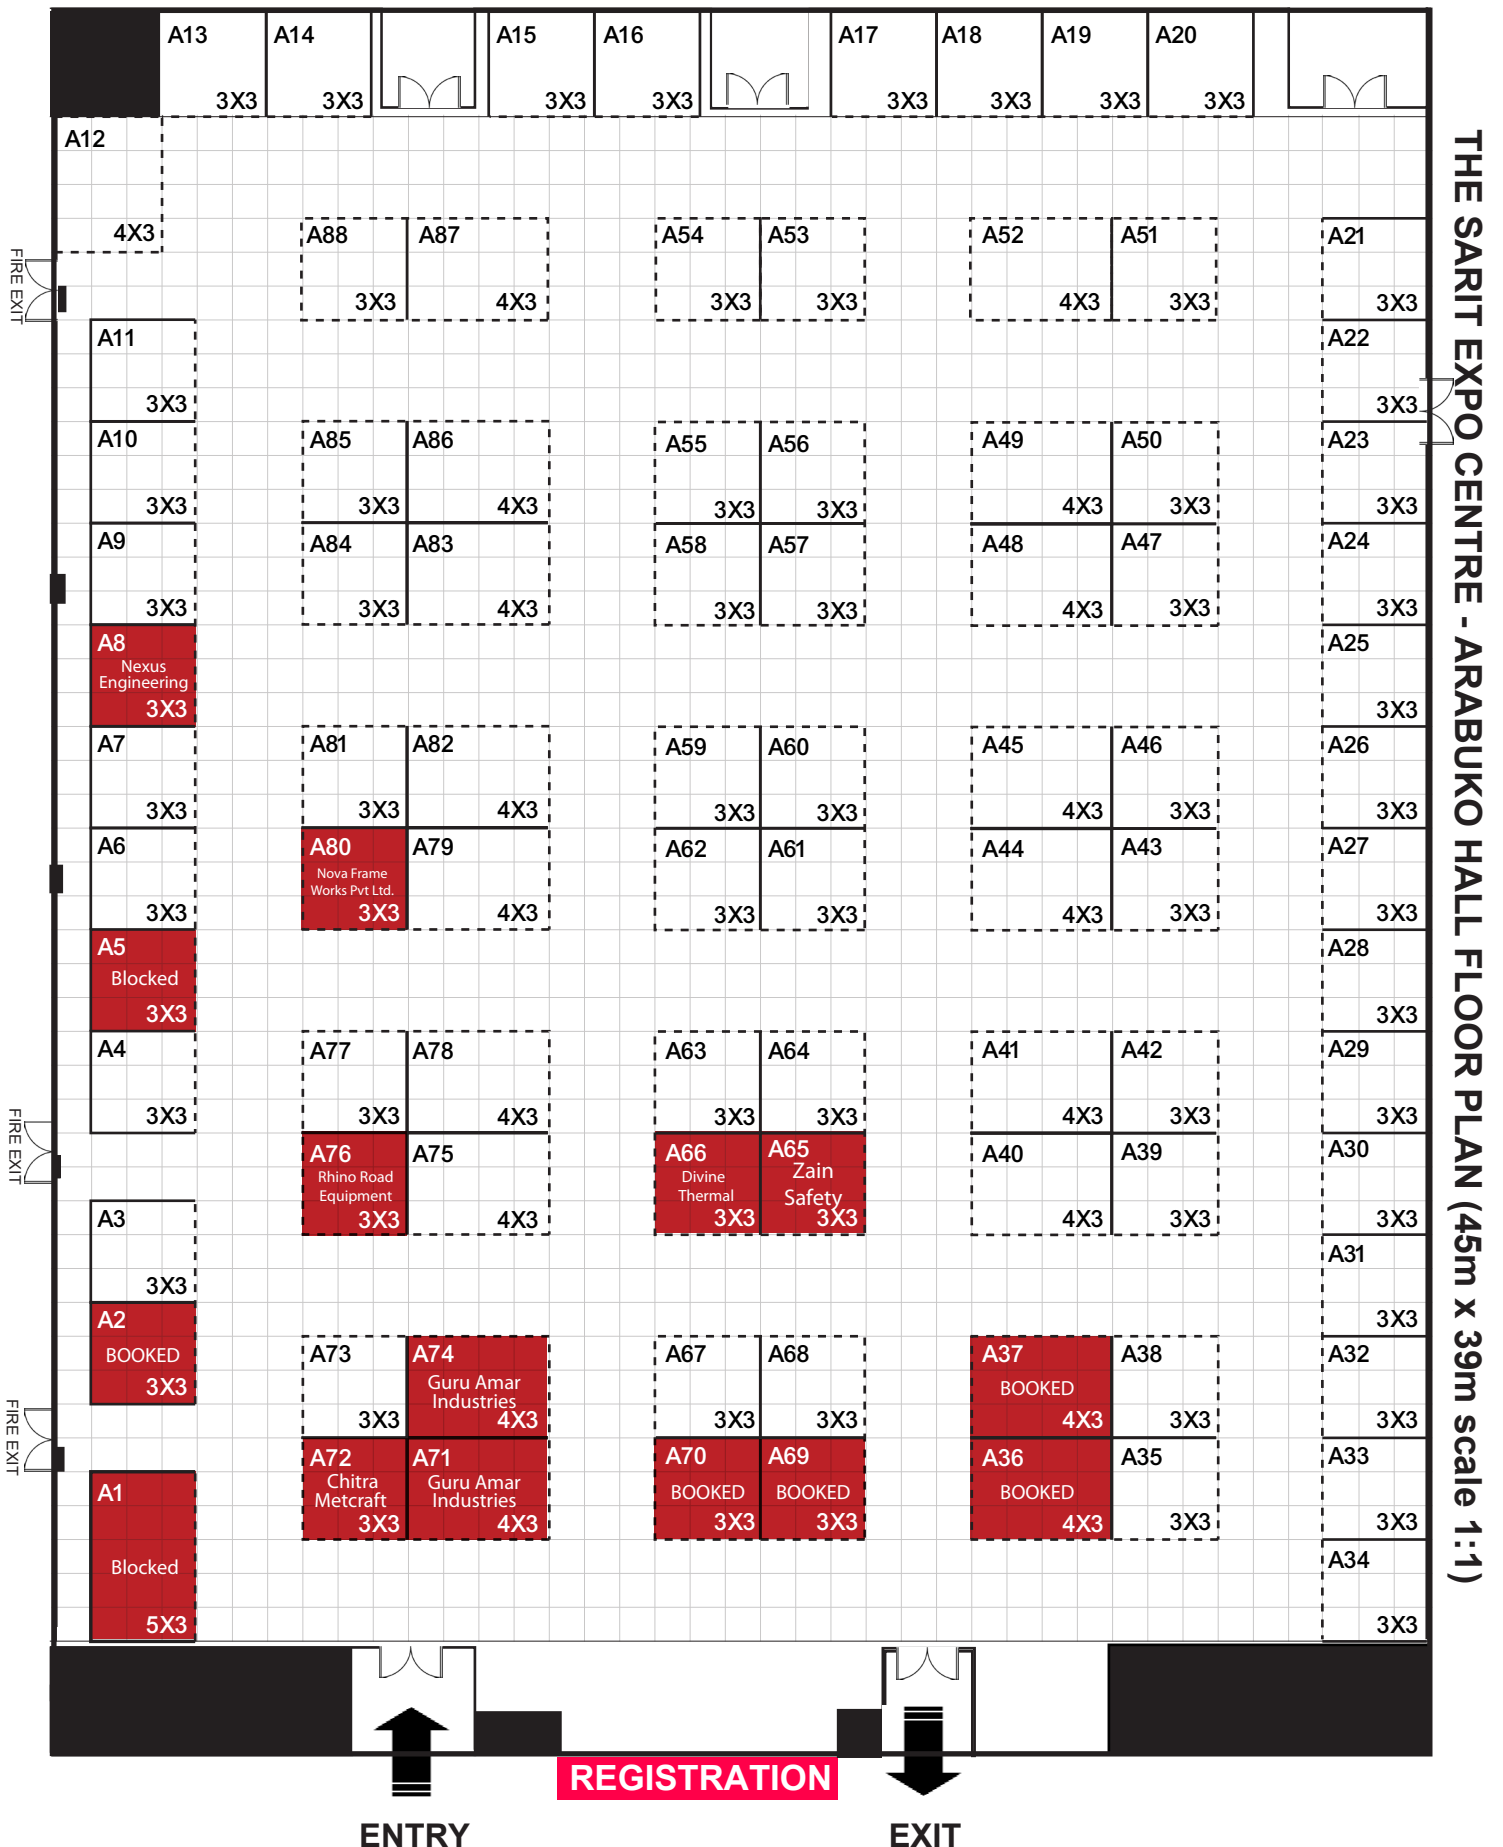 A13 A14 A15 A16 A17 A18 A19 A20
3X3 3X3 3X3 3X3 3X3 3X3 3X3 3X3
A12
4X3
FIRE EXIT
A88 A87 A54 A53 A52 A51 A21
3X3 4X3 3X3 3X3 4X3 3X3 3X3
A11 A22
3X3 3X3
A10 A85 A86 A55 A56 A49 A50 A23
3X3 3X3 4X3 3X3 3X3 4X3 3X3 3X3
A9 A84 A83 A58 A57 A48 A47 A24
3X3 3X3 4X3 3X3 3X3 4X3 3X3 3X3
A8 A25
Nexus
Engineering
3X3 3X3
A7 A81 A82 A59 A60 A45 A46 A26
3X3 3X3 4X3 3X3 3X3 4X3 3X3 3X3
A6 A80 A79 A62 A61 A44 A43 A27
Nova Frame
Works Pvt Ltd.
3X3 3X3 4X3 3X3 3X3 4X3 3X3 3X3
A5 A28
Blocked
3X3 3X3
A4 A77 A78 A63 A64 A41 A42 A29
3X3 3X3 4X3 3X3 3X3 4X3 3X3 3X3
FIRE EXIT
A76 A75 A66 A65 A40 A39 A30
Rhino Road
Equipment
Divine
Thermal
Zain
Safety
3X3 4X3 3X3 3X3 4X3 3X3 3X3
A3 A31
3X3 3X3
A2
BOOKED
3X3
A73 A74 A67 A68 A37 A38 A32
Guru Amar
Industries
BOOKED
3X3 4X3 3X3 3X3 4X3 3X3 3X3
FIRE EXIT
A72 A71 A70 A69 A36 A35 A33
Chitra
Metcraft
Guru Amar
Industries
BOOKED BOOKED BOOKED
3X3 4X3 3X3 3X3 4X3 3X3 3X3
A1 A34
Blocked
5X3 3X3
REGISTRATION
ENTRY EXIT
THE SARIT EXPO CENTRE - ARABUKO HALL FLOOR PLAN (45m x 39m scale 1:1)